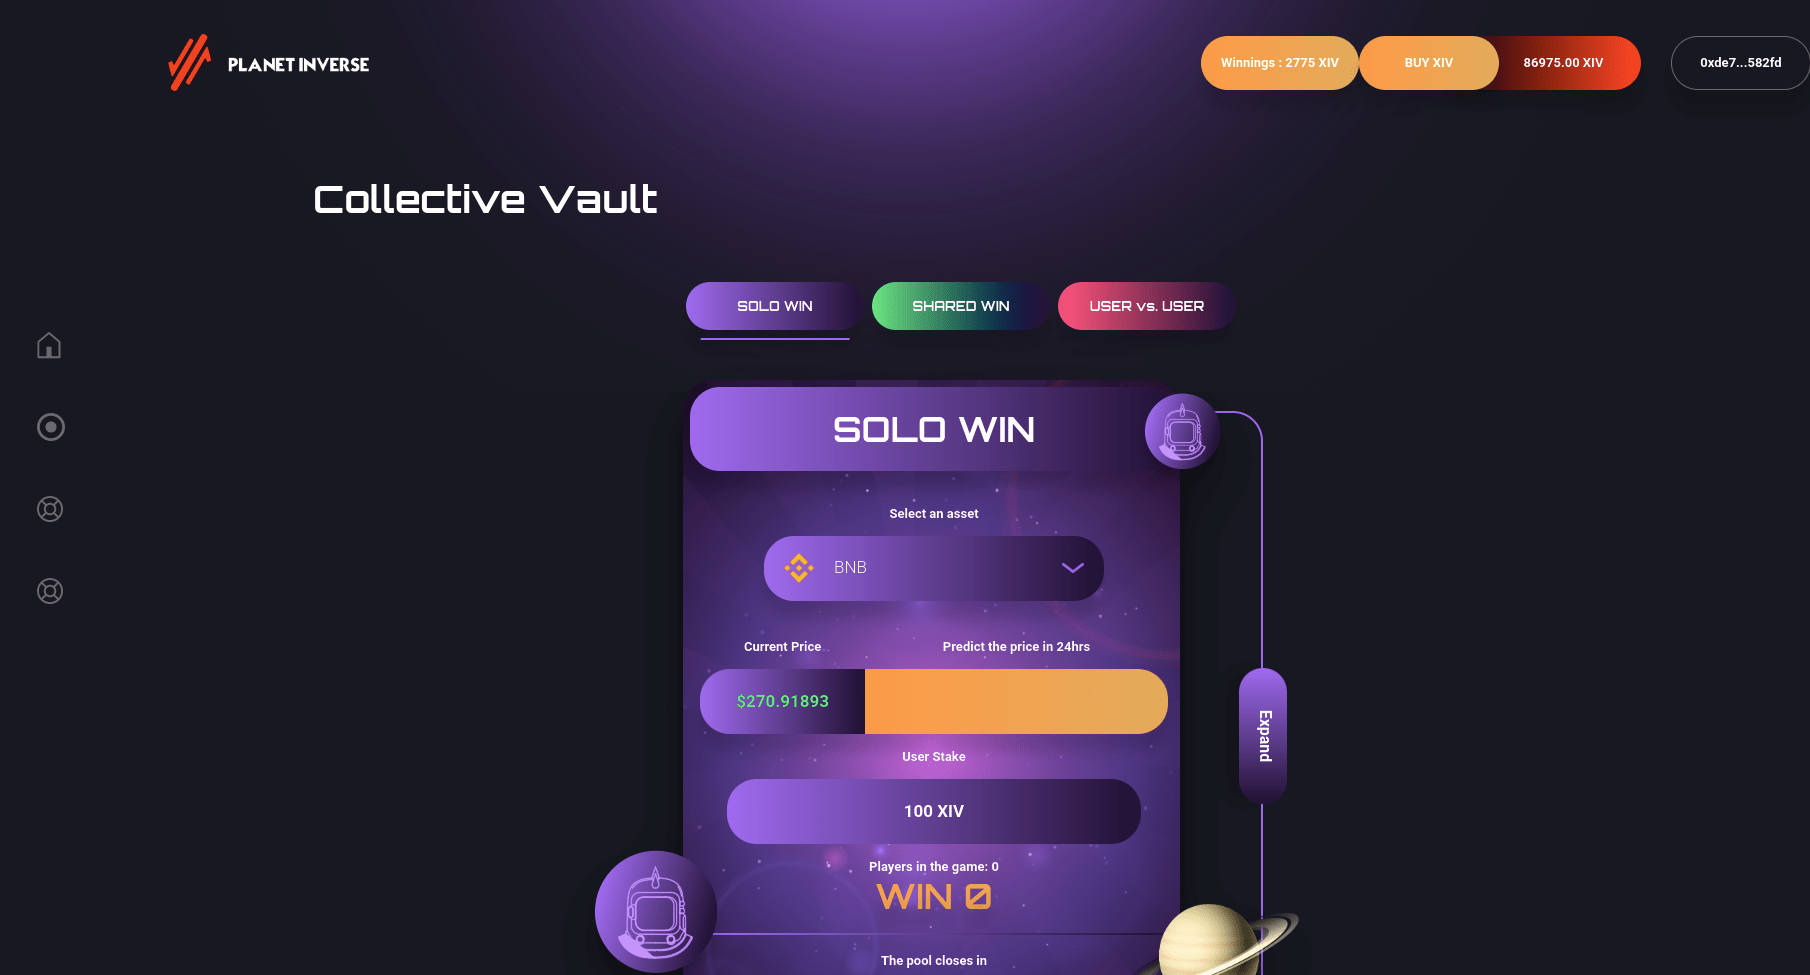 PLANET INVERSE
Winnings : 2775 XIV
BUY XIV
86975.00 XIV
0xde7...582fd
Collective Vault
SOLO WIN
SHARED WIN
USER vs. USER
SOLO WIN
Select an asset
BNB
Current Price
Predict the price in 24hrs
$270.91893
User Stake
100 XIV
Expand
Players in the game: 0
WIN 0
The pool closes in